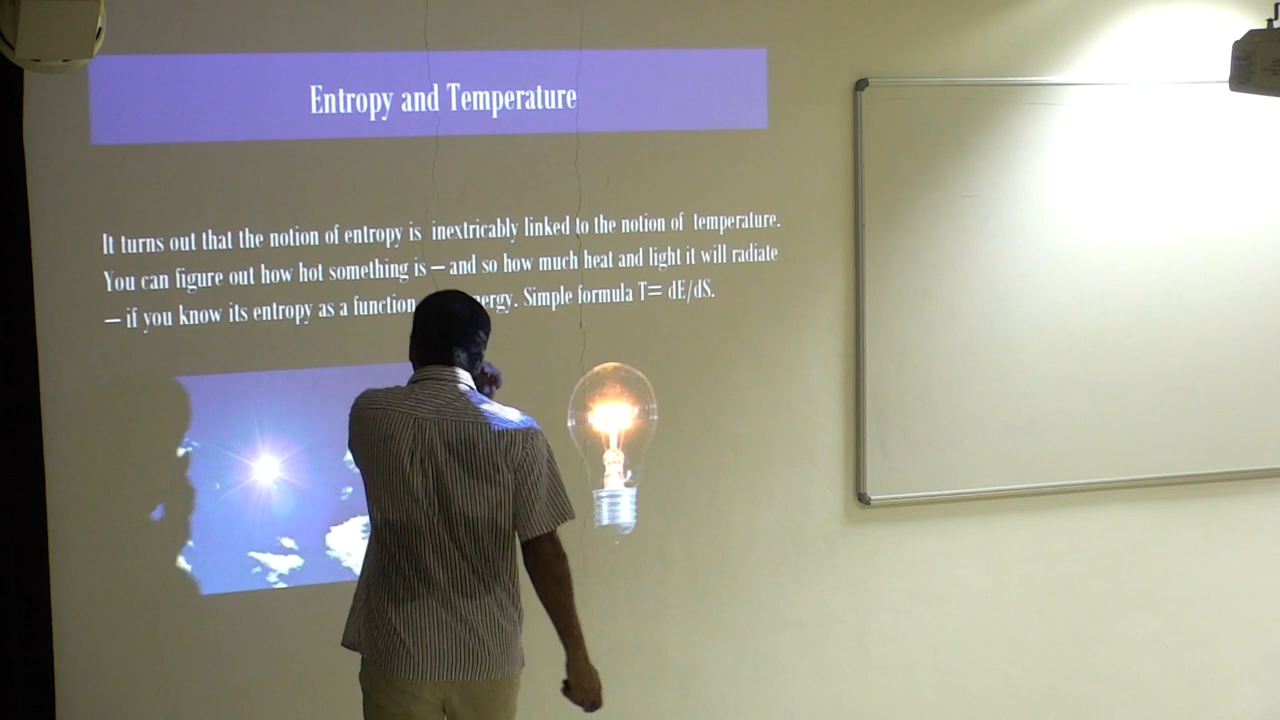 Entropy and Temperature
It turns out that the notion of entropy is inextricably linked to the notion of temperature.
You can figure out how hot something is – and so how much heat and light it will radiate
– if you know its entropy as a function nergy. Simple formula T= dE/dS.